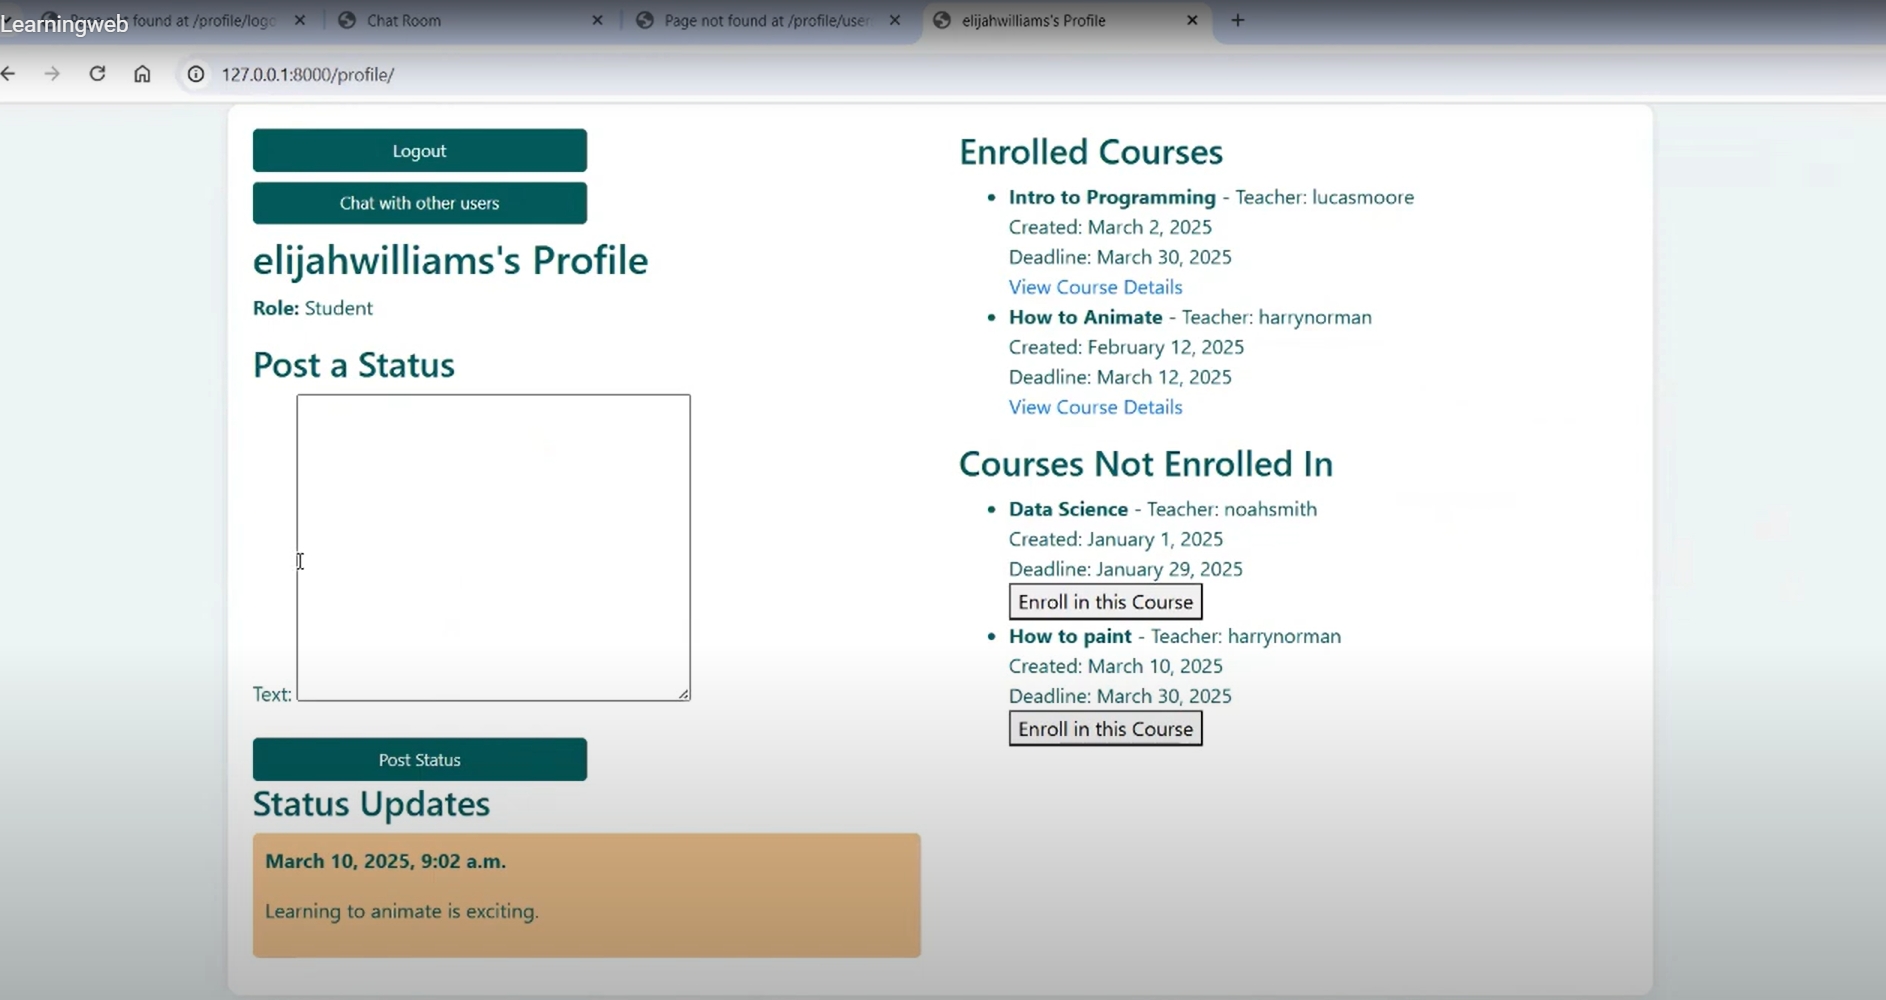 Learningweb
found at /profile/logo
Chat Room
Page not found at /profile/user
elijahwilliams's Profile
127.0.0.1:8000/profile/
Logout
Chat with other users
elijahwilliams's Profile
Role: Student
Post a Status
Text:
Post Status
Status Updates
March 10, 2025, 9:02 a.m.
Learning to animate is exciting.
Enrolled Courses
Intro to Programming - Teacher: lucasmoore
Created: March 2, 2025
Deadline: March 30, 2025
View Course Details
How to Animate - Teacher: harrynorman
Created: February 12, 2025
Deadline: March 12, 2025
View Course Details
Courses Not Enrolled In
Data Science - Teacher: noahsmith
Created: January 1, 2025
Deadline: January 29, 2025
Enroll in this Course
How to paint - Teacher: harrynorman
Created: March 10, 2025
Deadline: March 30, 2025
Enroll in this Course